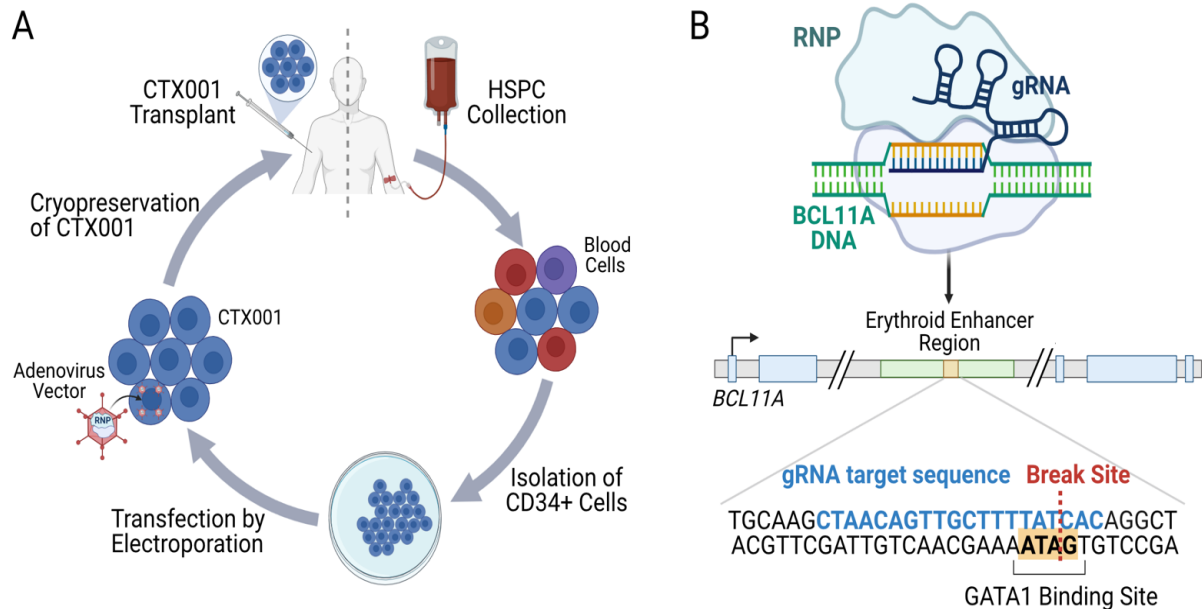 A
CTX001
Transplant
HSPC
Collection
Cryopreservation
of CTX001
Blood
Cells
CTX001
Adenovirus
Vector
RNP
Isolation of
CD34+ Cells
Transfection by
Electroporation
B
RNP
gRNA
BCL11A
DNA
Erythroid Enhancer
Region
BCL11A
gRNA target sequence Break Site
TGCAAGCTAACAGTTGCTTTTATCACAGGCT
ACGTTCGATTGTCAACGAAAATAGTGTCCGA
GATA1 Binding Site